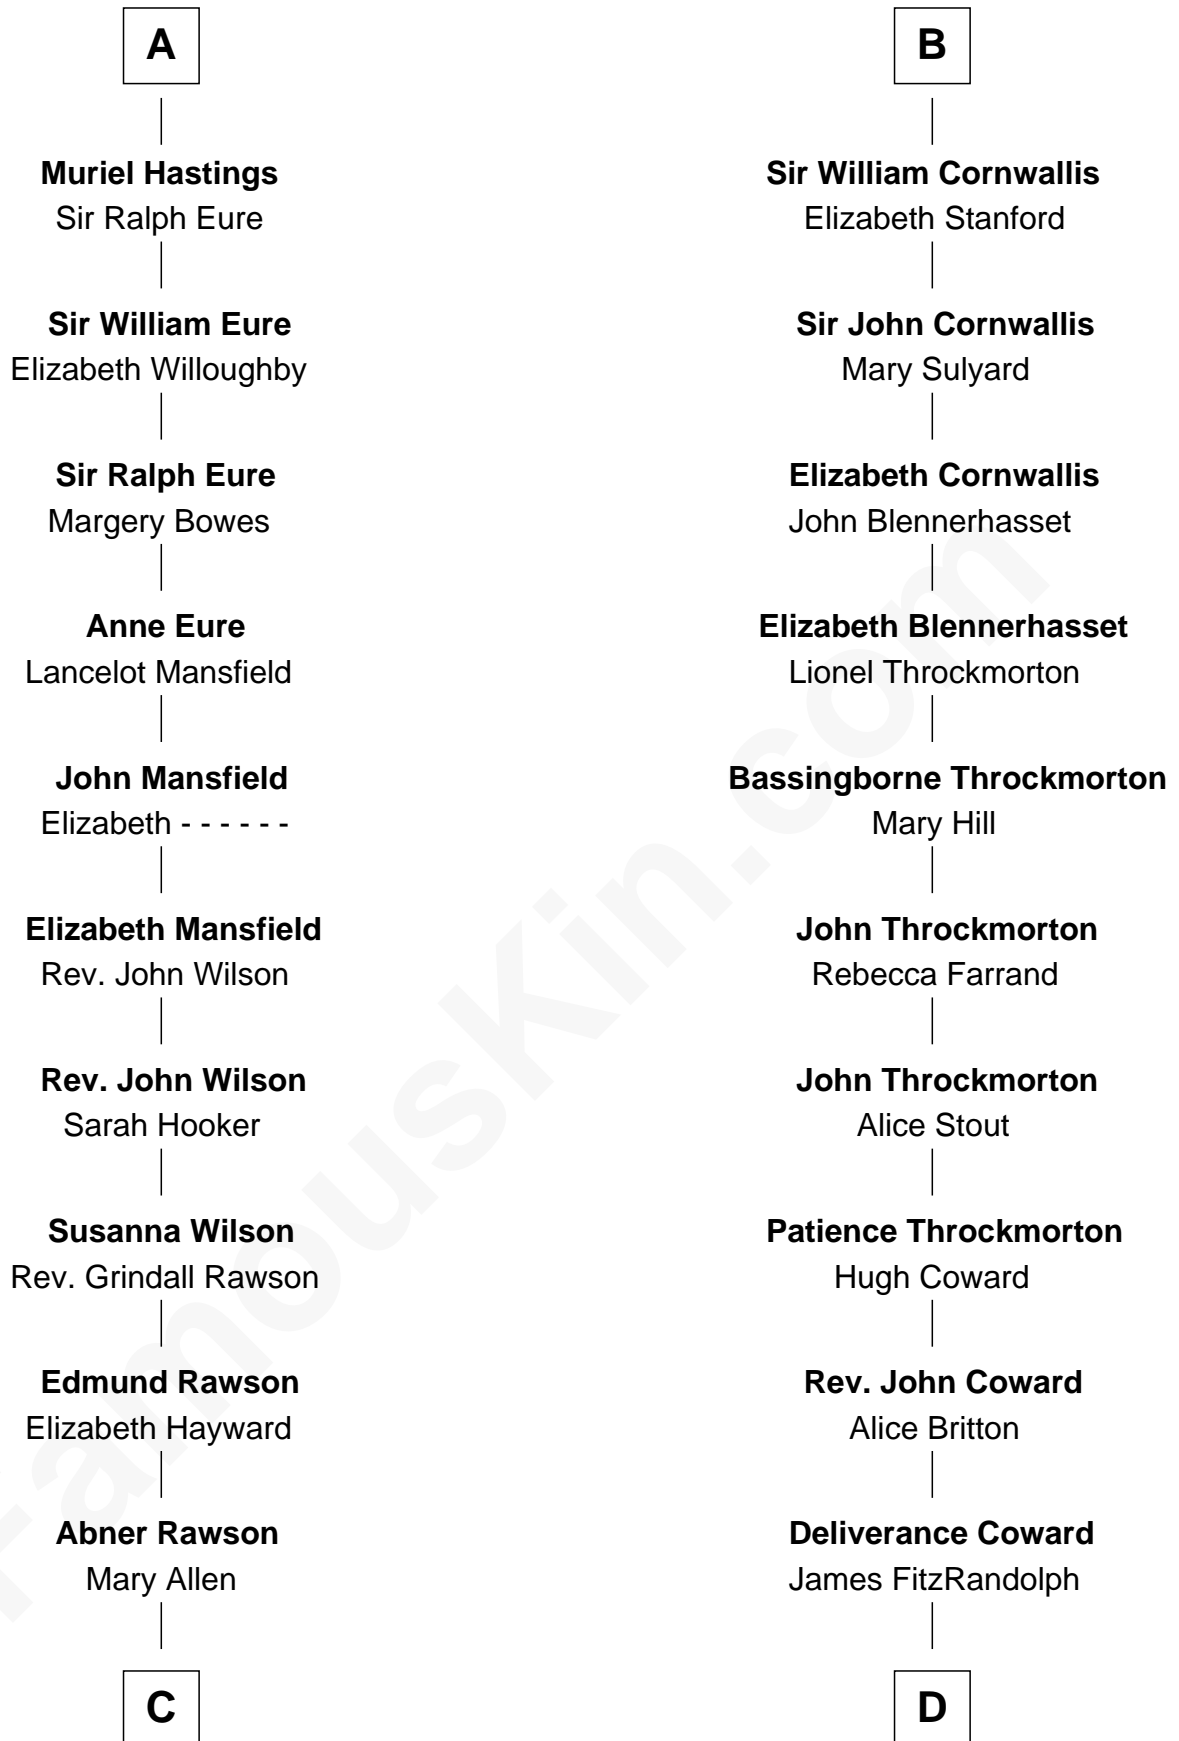 A
Muriel Hastings
Sir Ralph Eure
Sir William Eure
Elizabeth Willoughby
Sir Ralph Eure
Margery Bowes
Anne Eure
Lancelot Mansfield
John Mansfield
Elizabeth - - - - - -
Elizabeth Mansfield
Rev. John Wilson
Rev. John Wilson
Sarah Hooker
Susanna Wilson
Rev. Grindall Rawson
Edmund Rawson
Elizabeth Hayward
Abner Rawson
Mary Allen
C
B
Sir William Cornwallis
Elizabeth Stanford
Sir John Cornwallis
Mary Sulyard
Elizabeth Cornwallis
John Blennerhasset
Elizabeth Blennerhasset
Lionel Throckmorton
Bassingborne Throckmorton
Mary Hill
John Throckmorton
Rebecca Farrand
John Throckmorton
Alice Stout
Patience Throckmorton
Hugh Coward
Rev. John Coward
Alice Britton
Deliverance Coward
James FitzRandolph
D
FamousKin.com